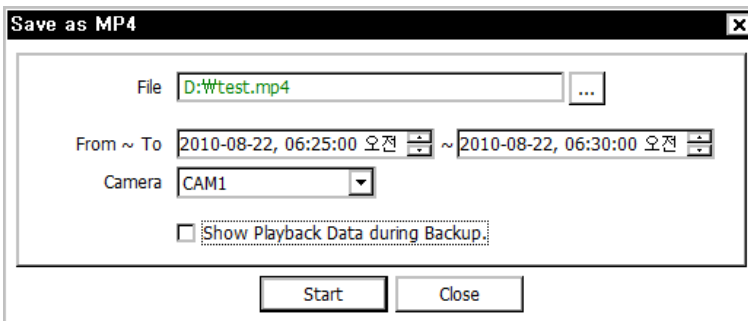 Save as MP4
File D:₩test.mp4 ...
From ~ To 2010-08-22, 06:25:00 오전 ~ 2010-08-22, 06:30:00 오전
Camera CAM1
Show Playback Data during Backup.
Start Close